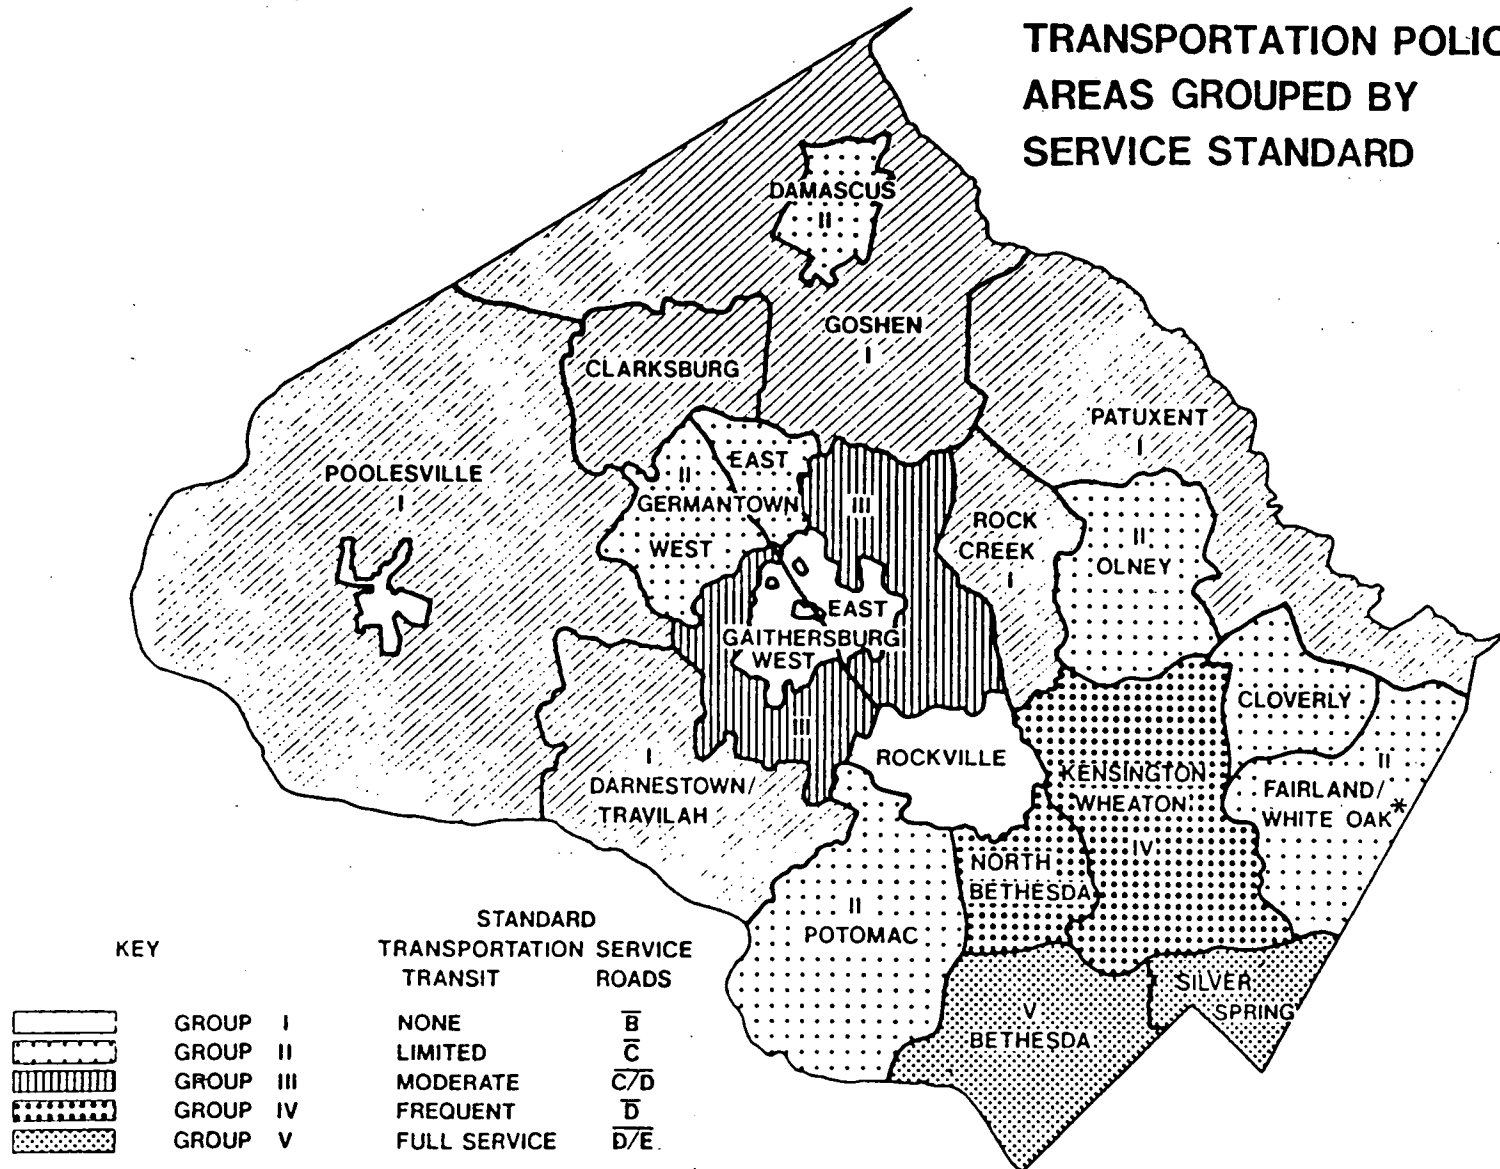 TRANSPORTATION POLIC
AREAS GROUPED BY
SERVICE STANDARD
DAMASCUS
II
GOSHEN
I
CLARKSBURG
PATUXENT
I
POOLESVILLE
I
EAST
II
GERMANTOWN
WEST
III
ROCK
CREEK
I
II
OLNEY
EAST
GAITHERSBURG
WEST
III
CLOVERLY
ROCKVILLE
I
DARNESTOWN/
TRAVILAH
KENSINGTON
WHEATON
IV
II
FAIRLAND/
WHITE OAK*
NORTH
BETHESDA
II
POTOMAC
SILVER
SPRING
V
BETHESDA
STANDARD
KEY TRANSPORTATION SERVICE
TRANSIT ROADS
GROUP I NONE B̅
GROUP II LIMITED C̅
GROUP III MODERATE C̅/̅D̅
GROUP IV FREQUENT D̅
GROUP V FULL SERVICE D̅/̅E̅